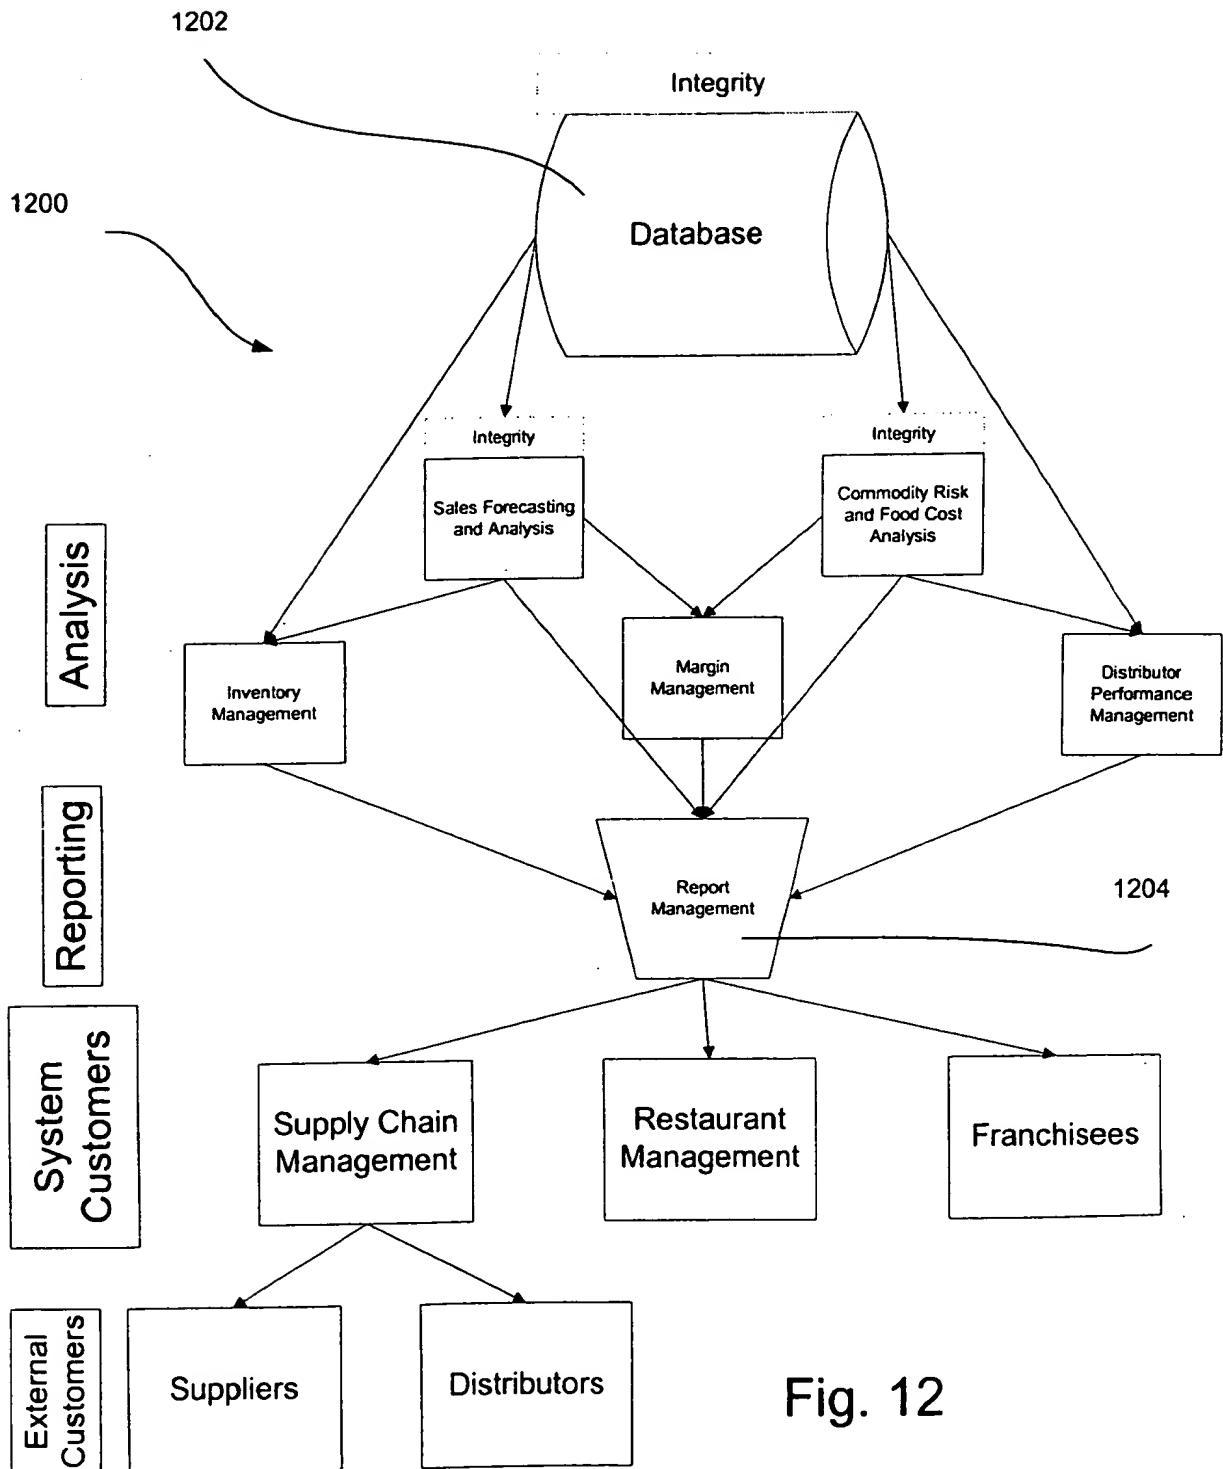 1202
Integrity
1200
Database
Integrity
Integrity
Sales Forecasting
and Analysis
Commodity Risk
and Food Cost
Analysis
Analysis
Inventory
Management
Margin
Management
Distributor
Performance
Management
Reporting
Report
Management
1204
System
Customers
Supply Chain
Management
Restaurant
Management
Franchisees
External
Customers
Suppliers
Distributors
Fig. 12